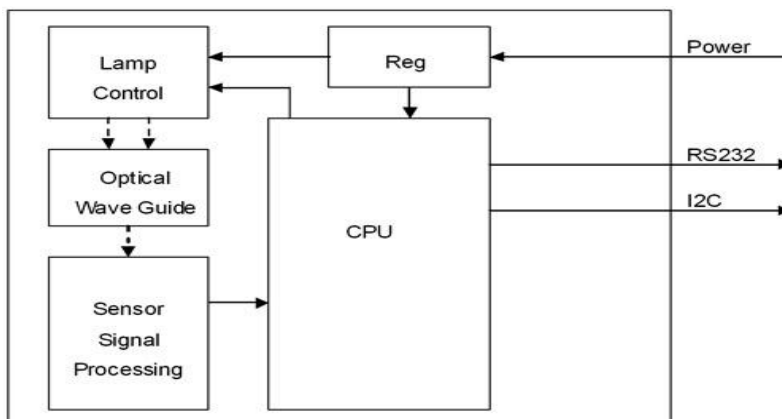 Lamp
Control
Reg
Power
Optical
Wave Guide
CPU
RS232
I2C
Sensor
Signal
Processing